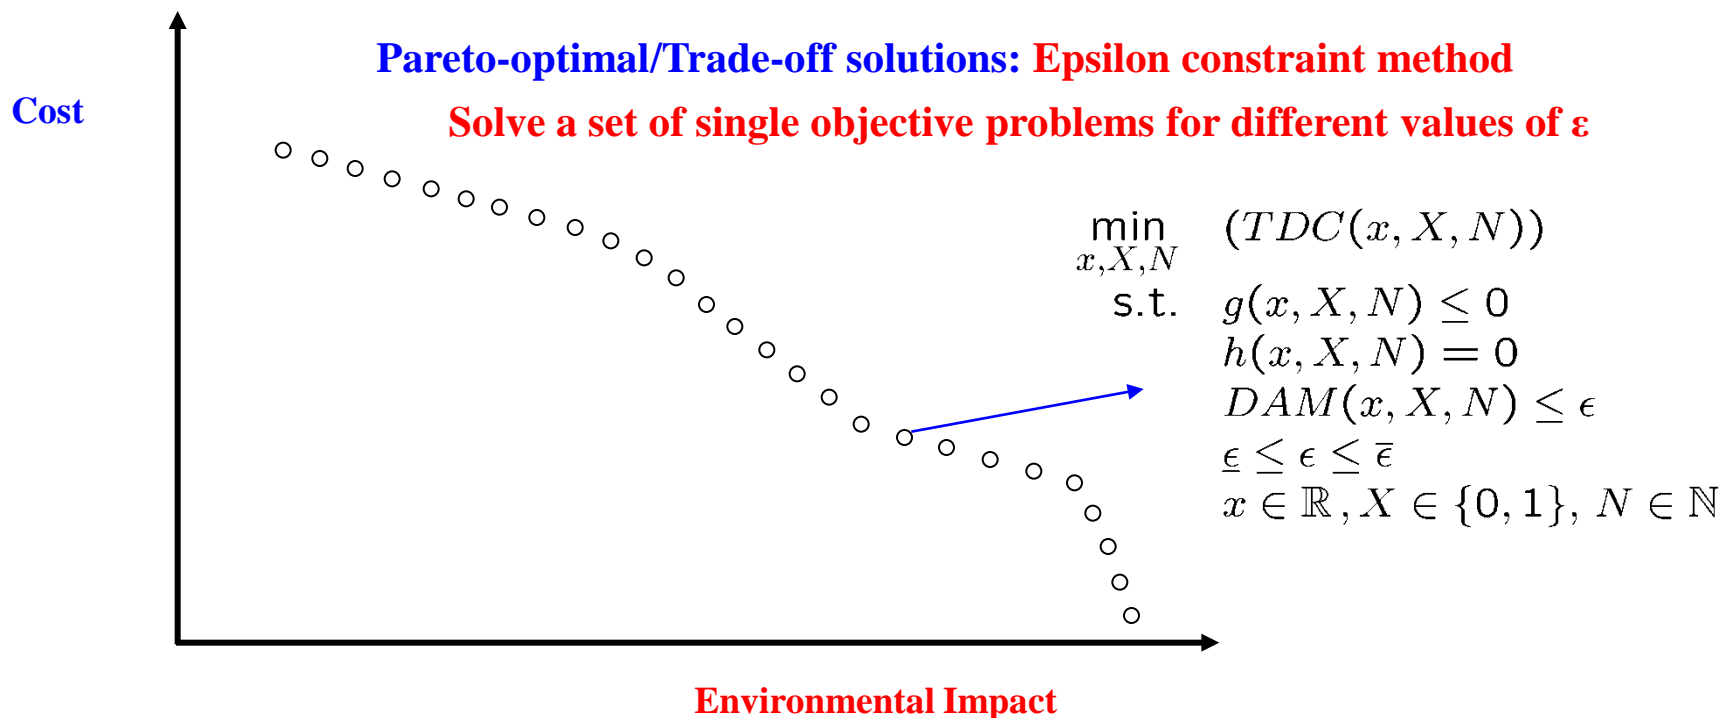 Pareto-optimal/Trade-off solutions: Epsilon constraint method
Cost
Solve a set of single objective problems for different values of ε
min (TDC(x, X, N))
x,X,N
s.t. g(x, X, N) ≤ 0
h(x, X, N) = 0
DAM(x, X, N) ≤ ϵ
ϵ̲ ≤ ϵ ≤ ϵ̅
x ∈ ℝ, X ∈ {0, 1}, N ∈ ℕ
Environmental Impact